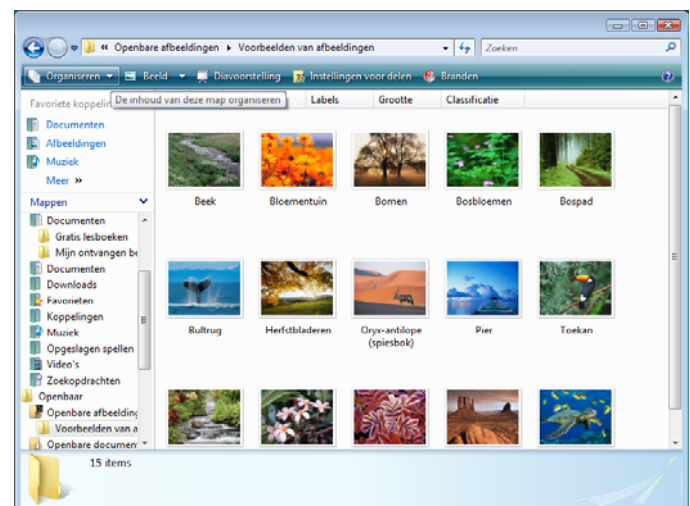 « Openbare afbeeldingen ▸ Voorbeelden van afbeeldingen
Zoeken
Organiseren
Beeld
Diavoorstelling
Instellingen voor delen
Branden
Favoriete
De inhoud van deze map organiseren
Labels
Grootte
Classificatie
Documenten
Afbeeldingen
Muziek
Meer »
Mappen
Documenten
Gratis lesboeken
Mijn ontvangen be
Documenten
Downloads
Favorieten
Koppelingen
Muziek
Opgeslagen spellen
Video's
Zoekopdrachten
Openbaar
Openbare afbeelding
Voorbeelden van a
Openbare documen
Beek
Bloementuin
Bomen
Bosbloemen
Bospad
Bultrug
Herfstbladeren
Oryx-antilope
(spiesbok)
Pier
Toekan
15 items